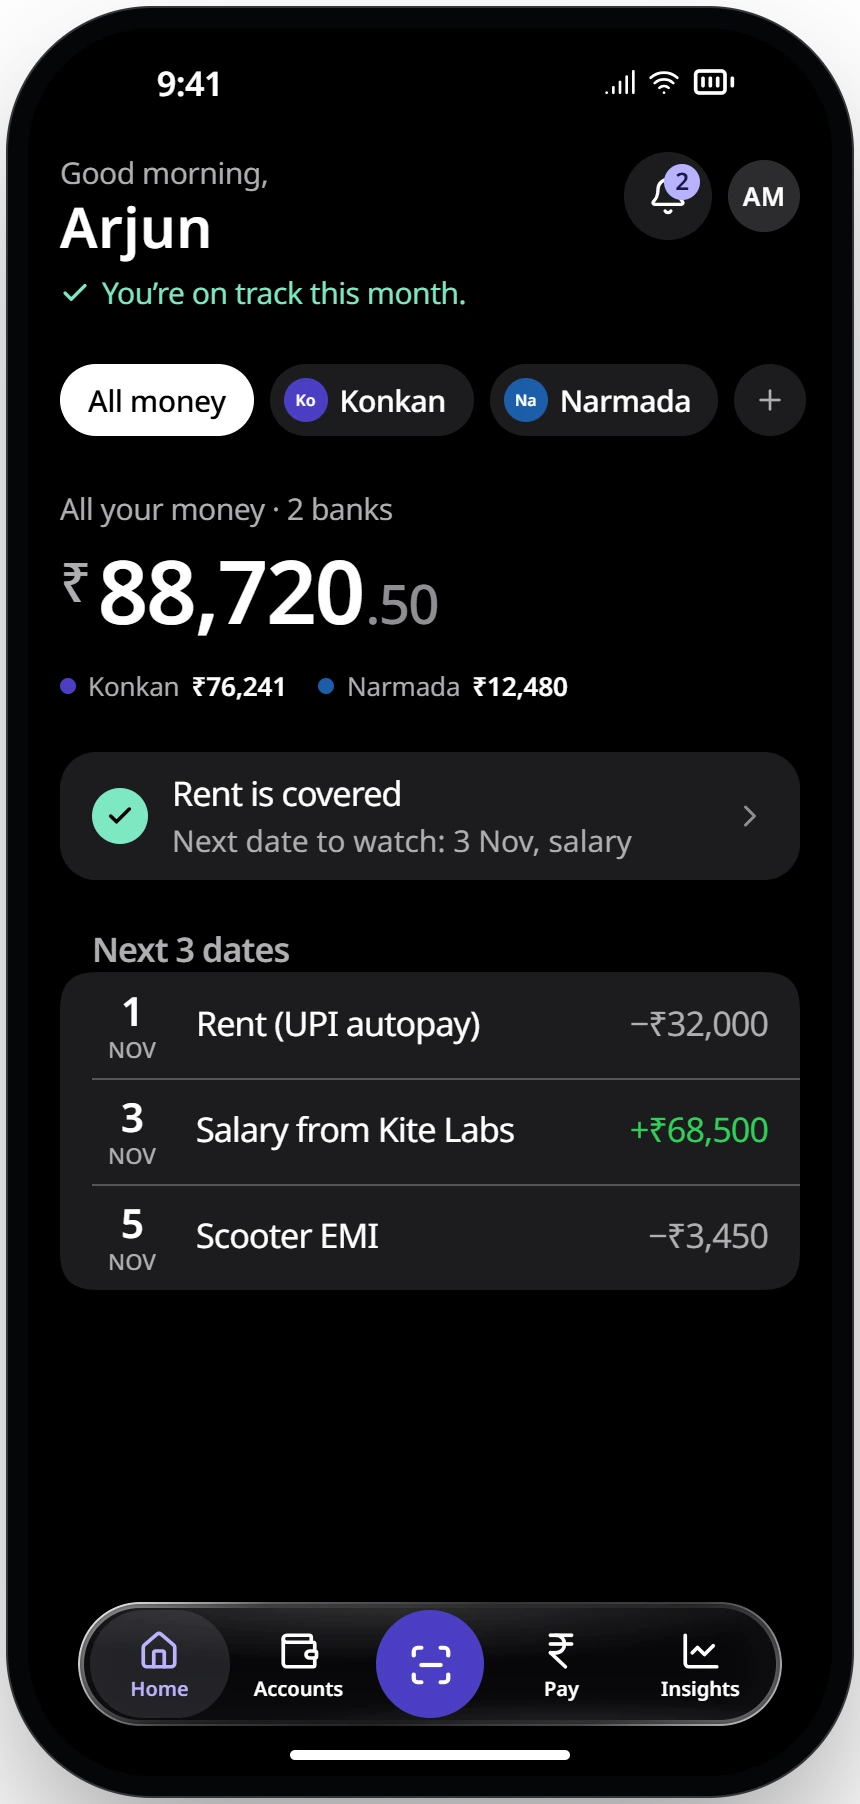 9:41
Good morning,
Arjun
2
AM
You’re on track this month.
All money
Ko Konkan
Na Narmada
All your money · 2 banks
₹88,720.50
Konkan ₹76,241
Narmada ₹12,480
Rent is covered
Next date to watch: 3 Nov, salary
Next 3 dates
1 NOV Rent (UPI autopay) −₹32,000
3 NOV Salary from Kite Labs +₹68,500
5 NOV Scooter EMI −₹3,450
Home
Accounts
Pay
Insights